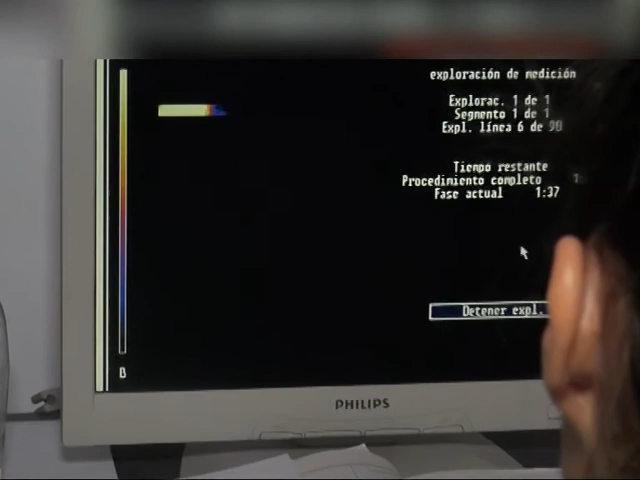 exploración de medición
Explorac. 1 de 1
Segmento 1 de 1
Expl. línea 6 de 90
Tiempo restante
Procedimiento completo
Fase actual 1:37
Detener expl.
0
PHILIPS